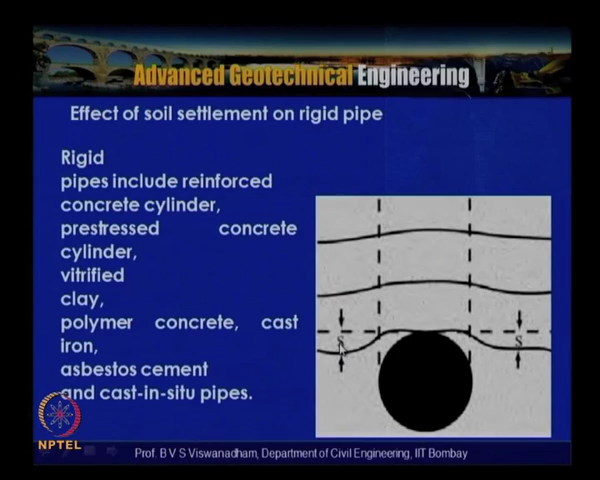 Advanced Geotechnical Engineering
Effect of soil settlement on rigid pipe
Rigid
pipes include reinforced
concrete cylinder,
prestressed concrete
cylinder,
vitrified
clay,
polymer concrete, cast
iron,
asbestos cement
and cast-in-situ pipes.
S S
NPTEL
Prof. B V S Viswanadham, Department of Civil Engineering, IIT Bombay